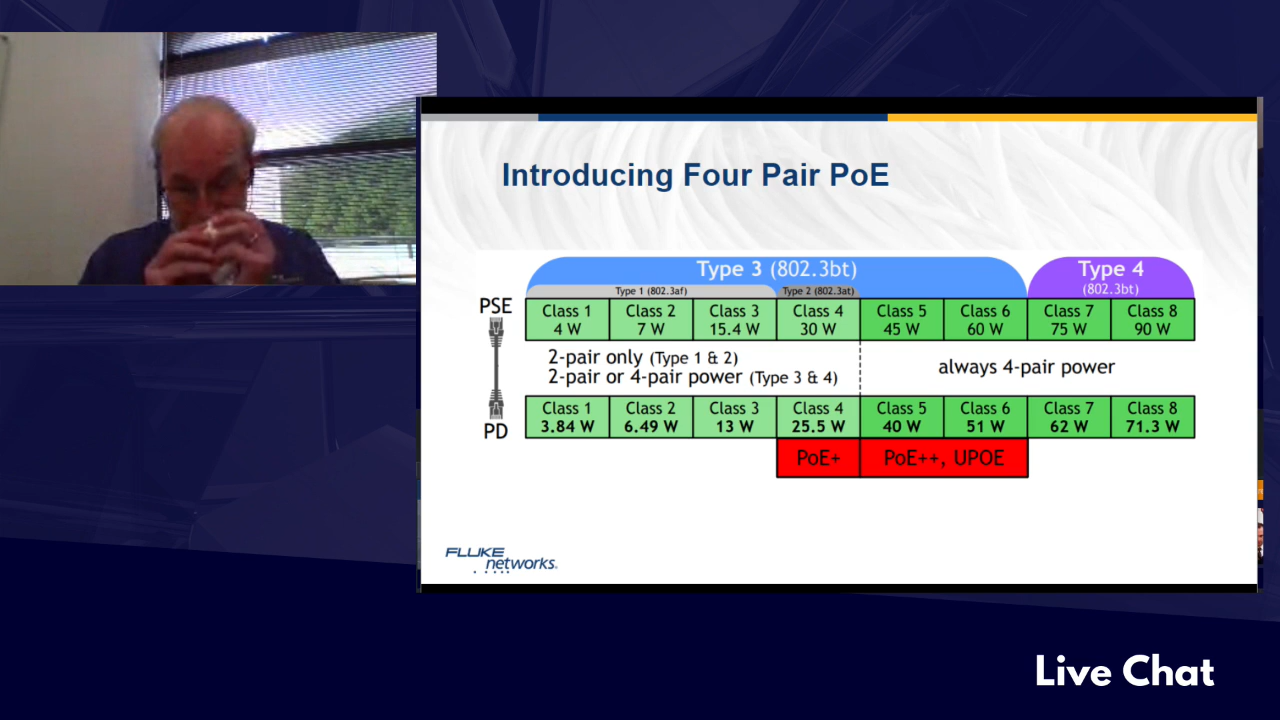 Introducing Four Pair PoE
Type 3 (802.3bt)
Type 4
(802.3bt)
Type 1 (802.3af)
Type 2 (802.3at)
PSE
Class 1
4 W
Class 2
7 W
Class 3
15.4 W
Class 4
30 W
Class 5
45 W
Class 6
60 W
Class 7
75 W
Class 8
90 W
2-pair only (Type 1 & 2)
2-pair or 4-pair power (Type 3 & 4)
always 4-pair power
PD
Class 1
3.84 W
Class 2
6.49 W
Class 3
13 W
Class 4
25.5 W
Class 5
40 W
Class 6
51 W
Class 7
62 W
Class 8
71.3 W
PoE+
PoE++, UPOE
FLUKE
networks.
Live Chat